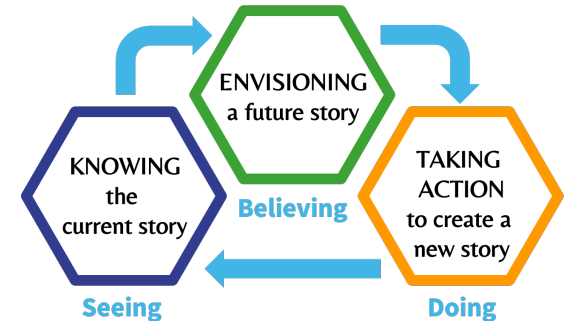 ENVISIONING
a future story
KNOWING
the
current story
TAKING
ACTION
to create a
new story
Believing
Seeing
Doing